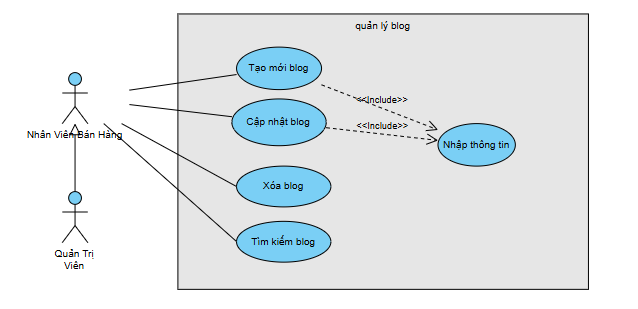 quản lý blog
Tạo mới blog
<<Include>>
Cập nhật blog
<<Include>>
Nhân Viên Bán Hàng
Nhập thông tin
Xóa blog
Tìm kiếm blog
Quản Trị
Viên